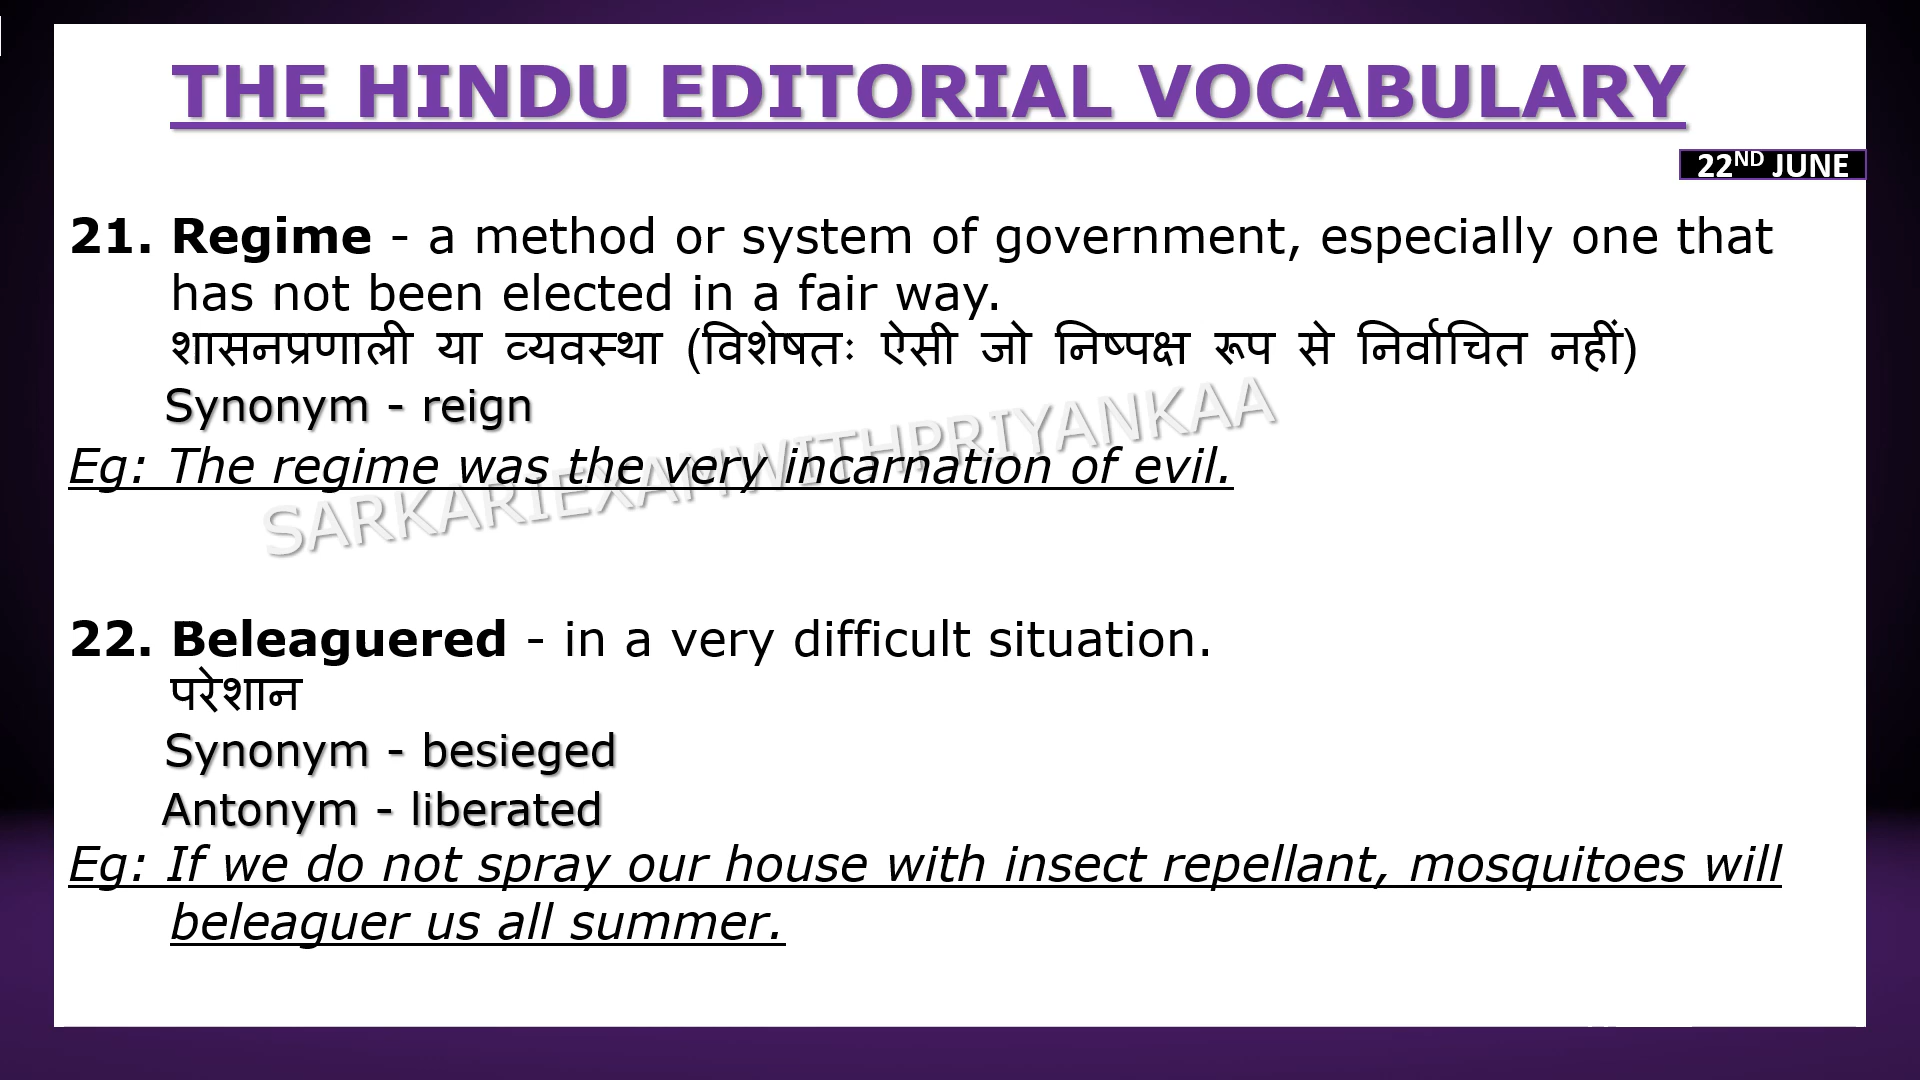 THE HINDU EDITORIAL VOCABULARY
22ND JUNE
21. Regime - a method or system of government, especially one that
has not been elected in a fair way.
शासनप्रणाली या व्यवस्था (विशेषतः ऐसी जो निष्पक्ष रूप से निर्वाचित नहीं)
Synonym - reign
Eg: The regime was the very incarnation of evil.
SARKARIEXAMWITHPRIYANKAA
22. Beleaguered - in a very difficult situation.
परेशान
Synonym - besieged
Antonym - liberated
Eg: If we do not spray our house with insect repellant, mosquitoes will
beleaguer us all summer.